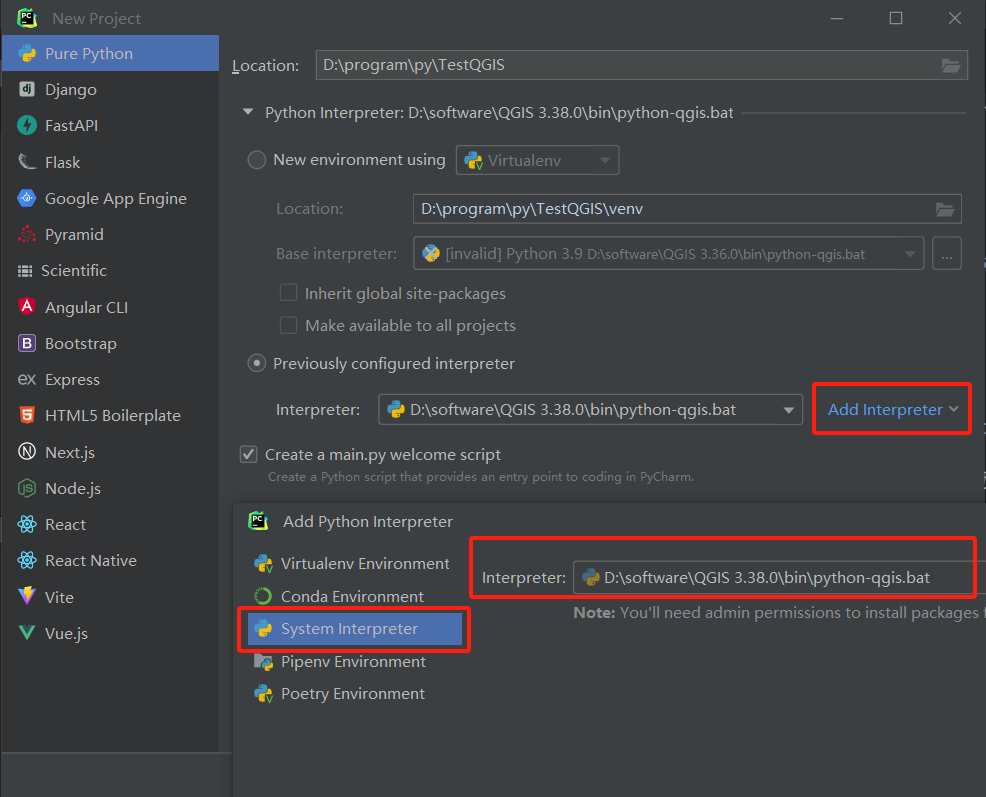 New Project
Pure Python
Django
FastAPI
Flask
Google App Engine
Pyramid
Scientific
Angular CLI
Bootstrap
Express
HTML5 Boilerplate
Next.js
Node.js
React
React Native
Vite
Vue.js
Location: D:\program\py\TestQGIS
Python Interpreter: D:\software\QGIS 3.38.0\bin\python-qgis.bat
New environment using Virtualenv
Location: D:\program\py\TestQGIS\venv
Base interpreter: [invalid] Python 3.9 D:\software\QGIS 3.36.0\bin\python-qgis.bat ...
Inherit global site-packages
Make available to all projects
Previously configured interpreter
Interpreter: D:\software\QGIS 3.38.0\bin\python-qgis.bat Add Interpreter
Create a main.py welcome script
Create a Python script that provides an entry point to coding in PyCharm.
Add Python Interpreter
Virtualenv Environment
Conda Environment
System Interpreter
Pipenv Environment
Poetry Environment
Interpreter: D:\software\QGIS 3.38.0\bin\python-qgis.bat
Note: You'll need admin permissions to install packages